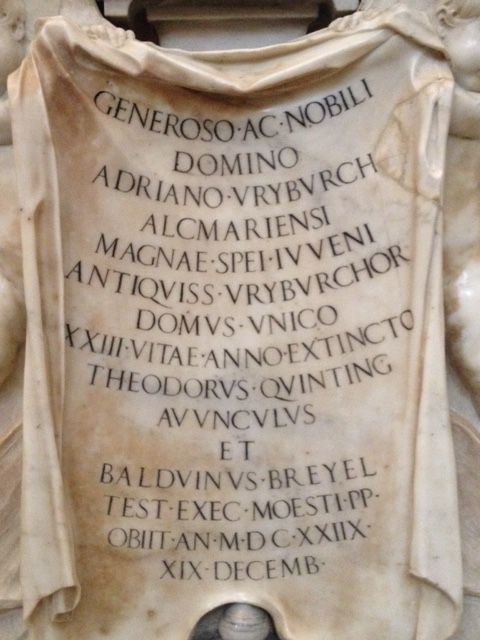 GENEROSO·AC·NOBILI
DOMINO
ADRIANO·VRYBVRCH
ALCMARIENSI
MAGNAE·SPEI·IVVENI
ANTIQVISS·VRYBVRCHOR
DOMVS·VNICO
XXIII·VITAE·ANNO·EXTINCTO
THEODORVS·QVINTING
AVVNCVLVS
ET
BALDVINVS·BREYEL
TEST·EXEC·MOESTI·PP·
OBIIT·AN·M·D C·XXIIX·
XIX·DECEMB·